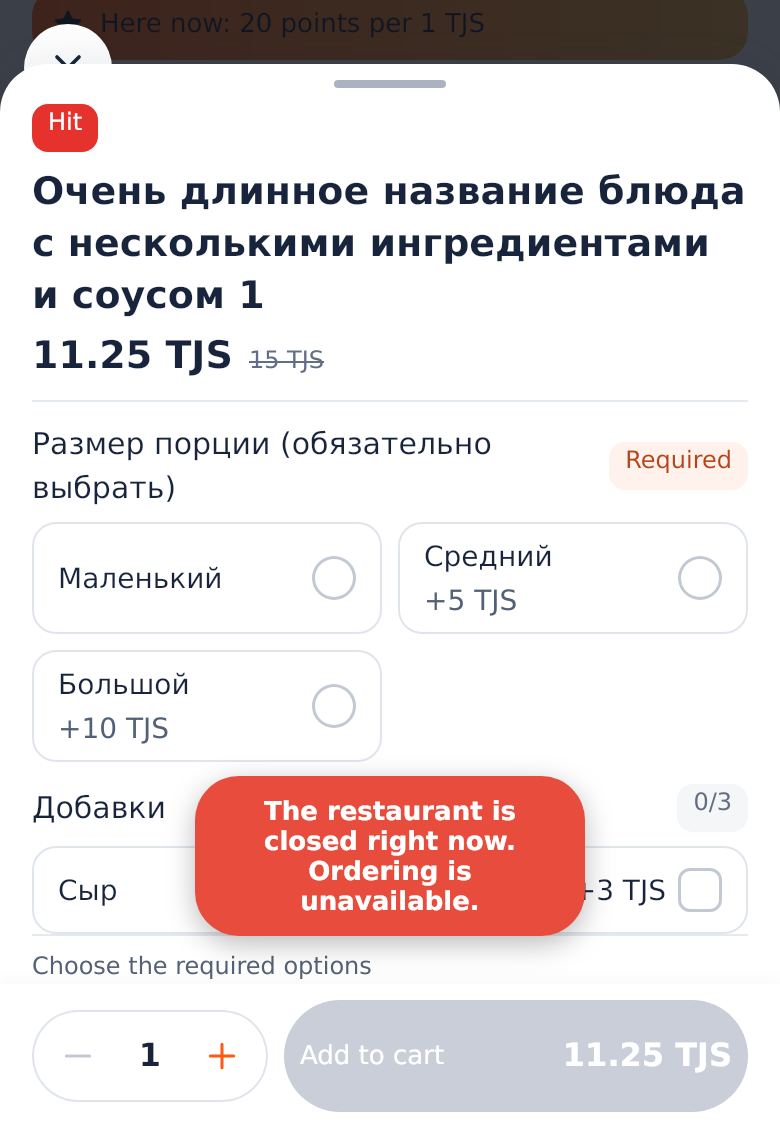 Here now: 20 points per 1 TJS
Hit
Очень длинное название блюда
с несколькими ингредиентами
и соусом 1
11.25 TJS 15 TJS
Размер порции (обязательно
выбрать)
Required
Маленький
Средний
+5 TJS
Большой
+10 TJS
Добавки
0/3
The restaurant is
closed right now.
Ordering is
unavailable.
Сыр
+3 TJS
Choose the required options
1
Add to cart 11.25 TJS